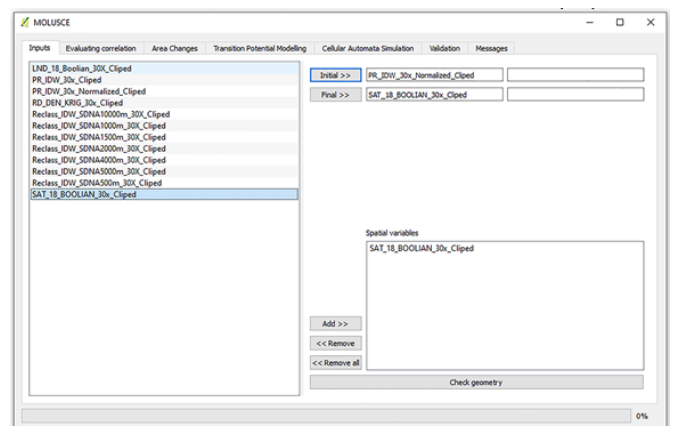 MOLUSCE
Inputs Evaluating correlation Area Changes Transition Potential Modelling Cellular Automata Simulation Validation Messages
LND_18_Boolian_30X_Cliped
PR_IDW_30x_Cliped
PR_IDW_30x_Normalized_Cliped
RD_DEN_KRIG_30x_Cliped
Reclass_IDW_SDNA10000m_30X_Cliped
Reclass_IDW_SDNA1000m_30X_Cliped
Reclass_IDW_SDNA1500m_30X_Cliped
Reclass_IDW_SDNA2000m_30X_Cliped
Reclass_IDW_SDNA4000m_30X_Cliped
Reclass_IDW_SDNA5000m_30X_Cliped
Reclass_IDW_SDNA500m_30X_Cliped
SAT_18_BOOLIAN_30x_Cliped
Initial >> PR_IDW_30x_Normalized_Cliped
Final >> SAT_18_BOOLIAN_30x_Cliped
Spatial variables
SAT_18_BOOLIAN_30x_Cliped
Add >>
<< Remove
<< Remove all
Check geometry
0%